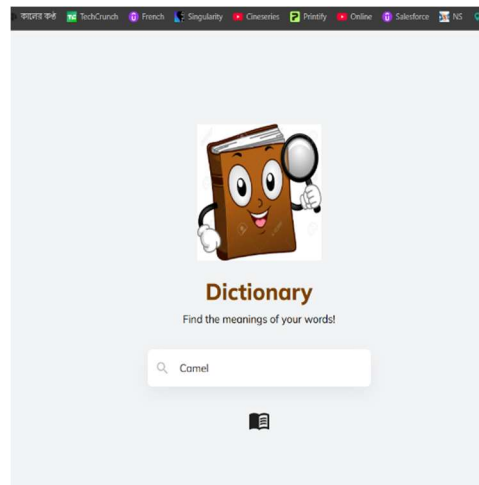 কালের কণ্ঠ TechCrunch French Singularity Cineseries Printify Online Salesforce NS
Dictionary
Find the meanings of your words!
Camel